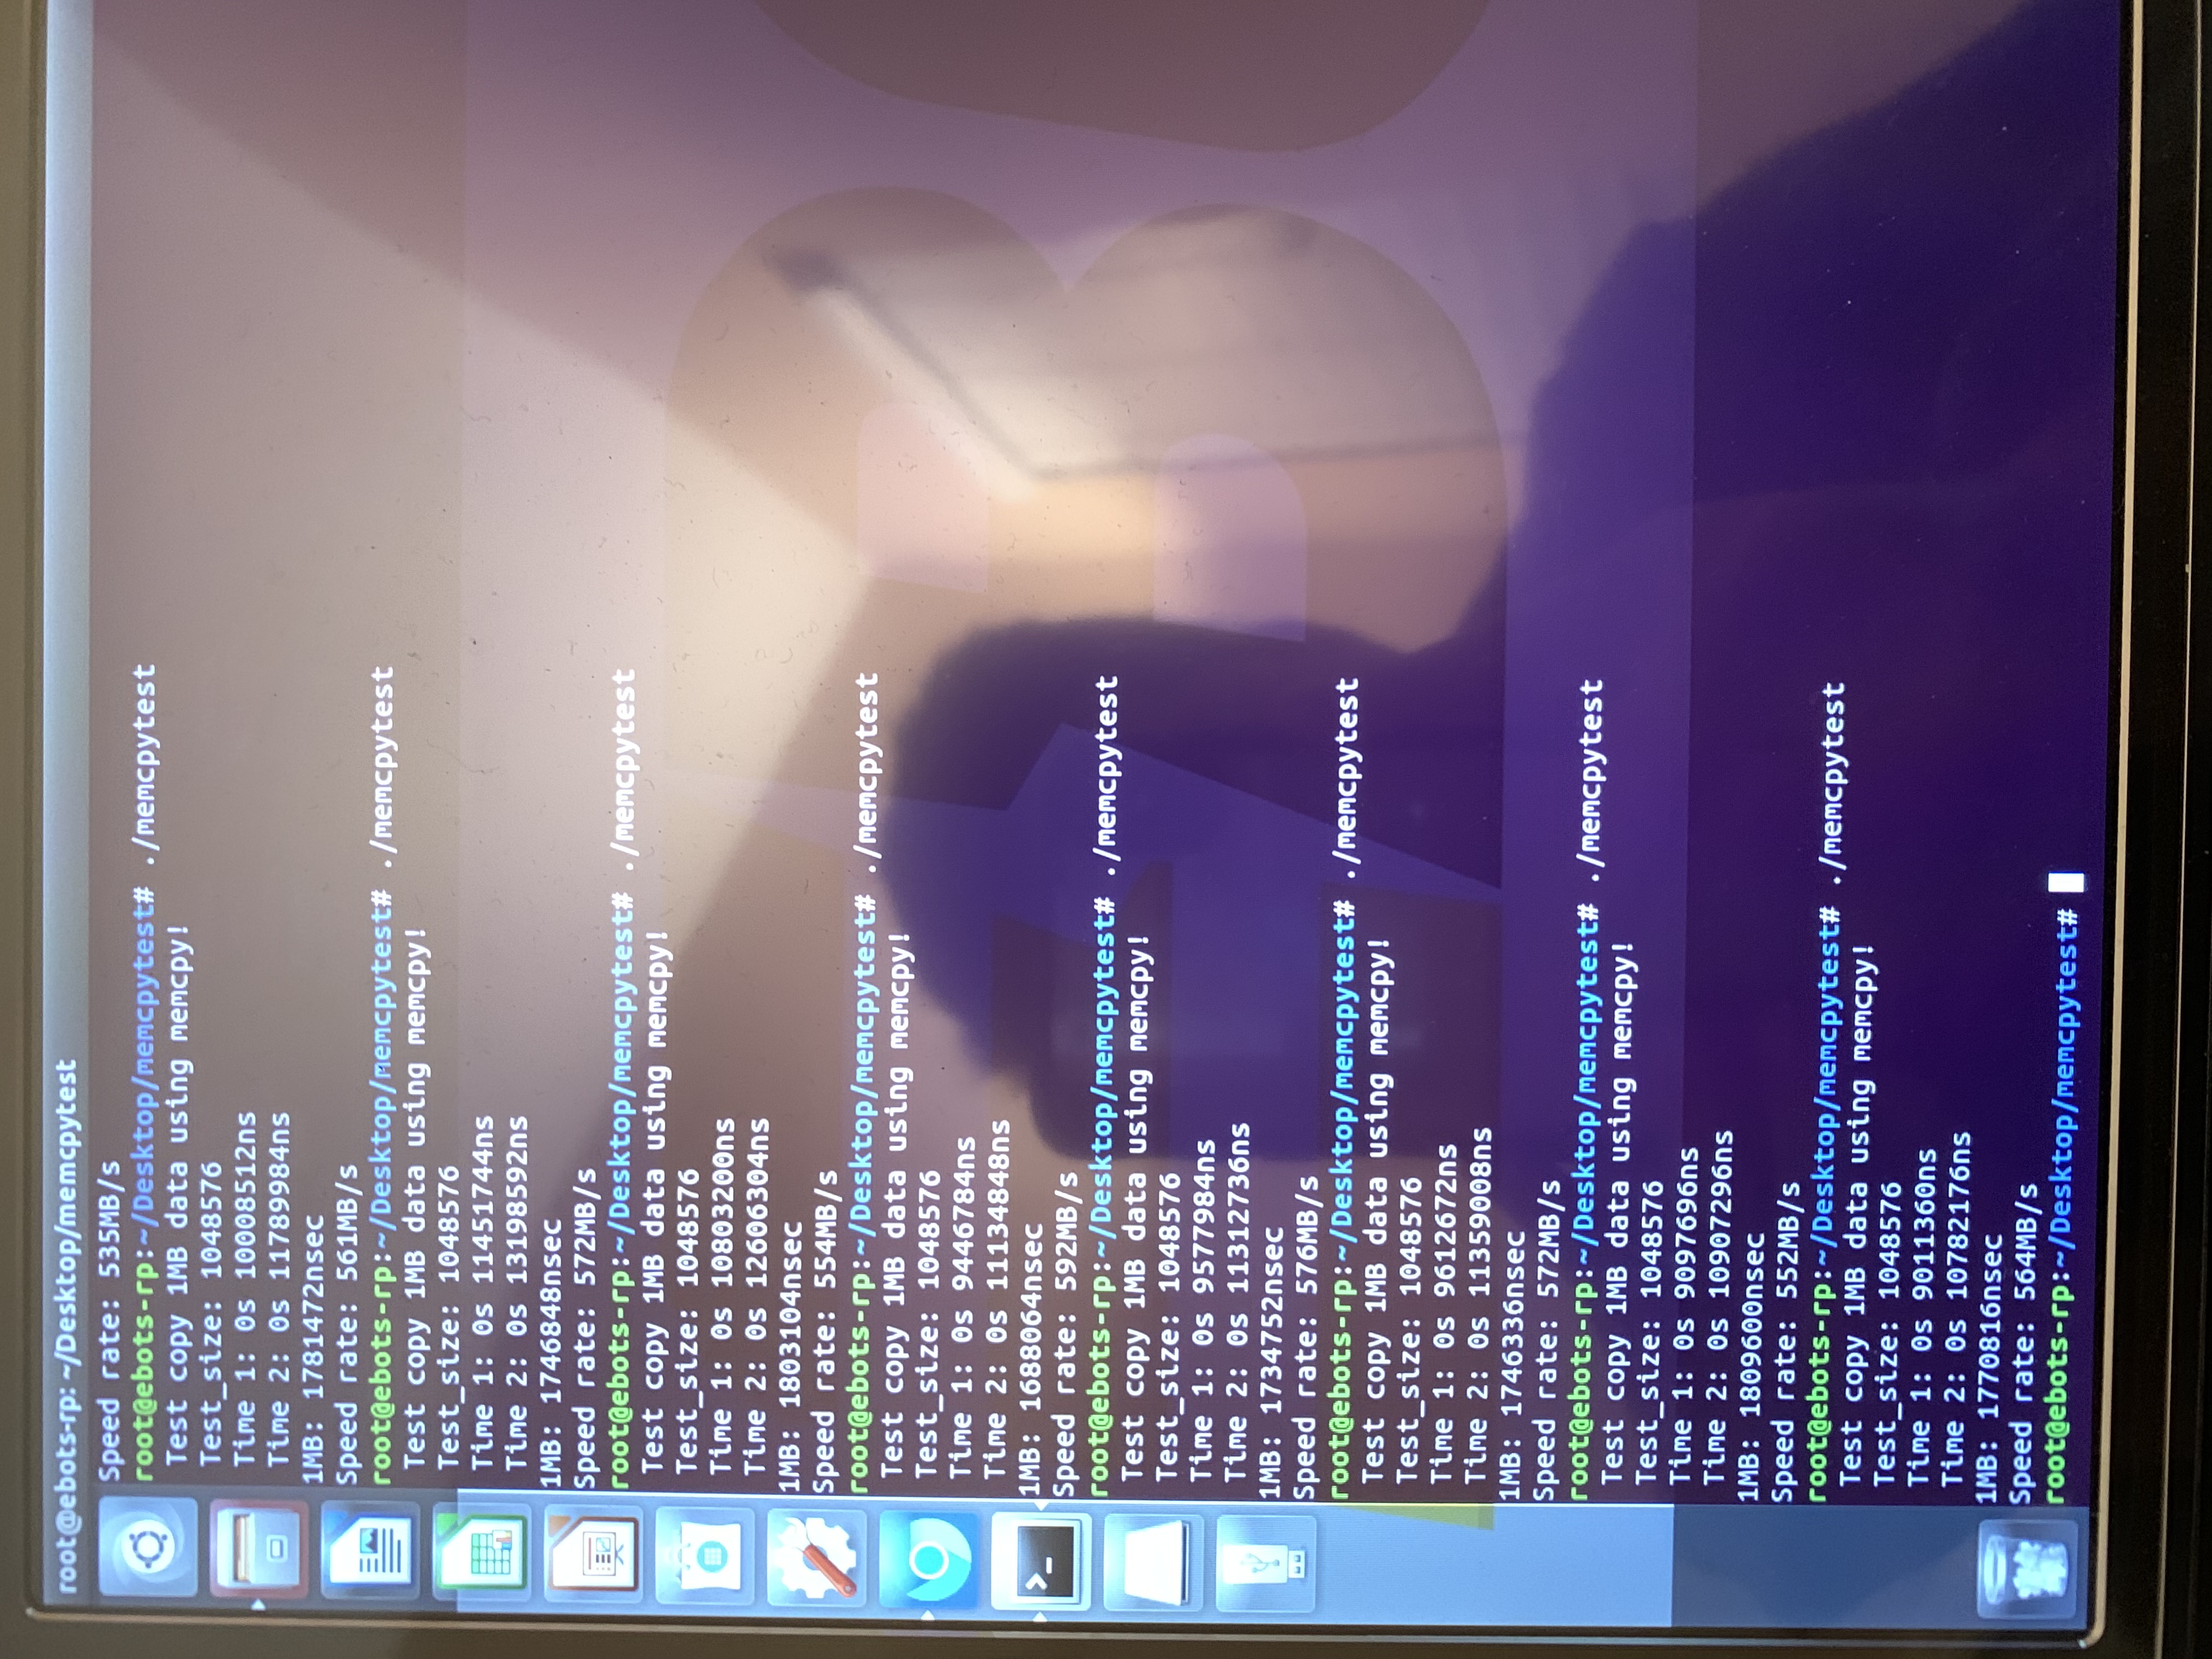 root@ebots-rp: ~/Desktop/memcpytest
Speed rate: 535MB/s
root@ebots-rp:~/Desktop/memcpytest# ./memcpytest
Test copy 1MB data using memcpy!
Test_size: 1048576
Time 1: 0s 10008512ns
Time 2: 0s 11789984ns
1MB: 1781472nsec
Speed rate: 561MB/s
root@ebots-rp:~/Desktop/memcpytest# ./memcpytest
Test copy 1MB data using memcpy!
Test_size: 1048576
Time 1: 0s 11451744ns
Time 2: 0s 13198592ns
1MB: 1746848nsec
Speed rate: 572MB/s
root@ebots-rp:~/Desktop/memcpytest# ./memcpytest
Test copy 1MB data using memcpy!
Test_size: 1048576
Time 1: 0s 10803200ns
Time 2: 0s 12606304ns
1MB: 1803104nsec
Speed rate: 554MB/s
root@ebots-rp:~/Desktop/memcpytest# ./memcpytest
Test copy 1MB data using memcpy!
Test_size: 1048576
Time 1: 0s 9446784ns
Time 2: 0s 11134848ns
1MB: 1688064nsec
Speed rate: 592MB/s
root@ebots-rp:~/Desktop/memcpytest# ./memcpytest
Test copy 1MB data using memcpy!
Test_size: 1048576
Time 1: 0s 9577984ns
Time 2: 0s 11312736ns
1MB: 1734752nsec
Speed rate: 576MB/s
root@ebots-rp:~/Desktop/memcpytest# ./memcpytest
Test copy 1MB data using memcpy!
Test_size: 1048576
Time 1: 0s 9612672ns
Time 2: 0s 11359008ns
1MB: 1746336nsec
Speed rate: 572MB/s
root@ebots-rp:~/Desktop/memcpytest# ./memcpytest
Test copy 1MB data using memcpy!
Test_size: 1048576
Time 1: 0s 9097696ns
Time 2: 0s 10907296ns
1MB: 1809600nsec
Speed rate: 552MB/s
root@ebots-rp:~/Desktop/memcpytest# ./memcpytest
Test copy 1MB data using memcpy!
Test_size: 1048576
Time 1: 0s 9011360ns
Time 2: 0s 10782176ns
1MB: 1770816nsec
Speed rate: 564MB/s
root@ebots-rp:~/Desktop/memcpytest#